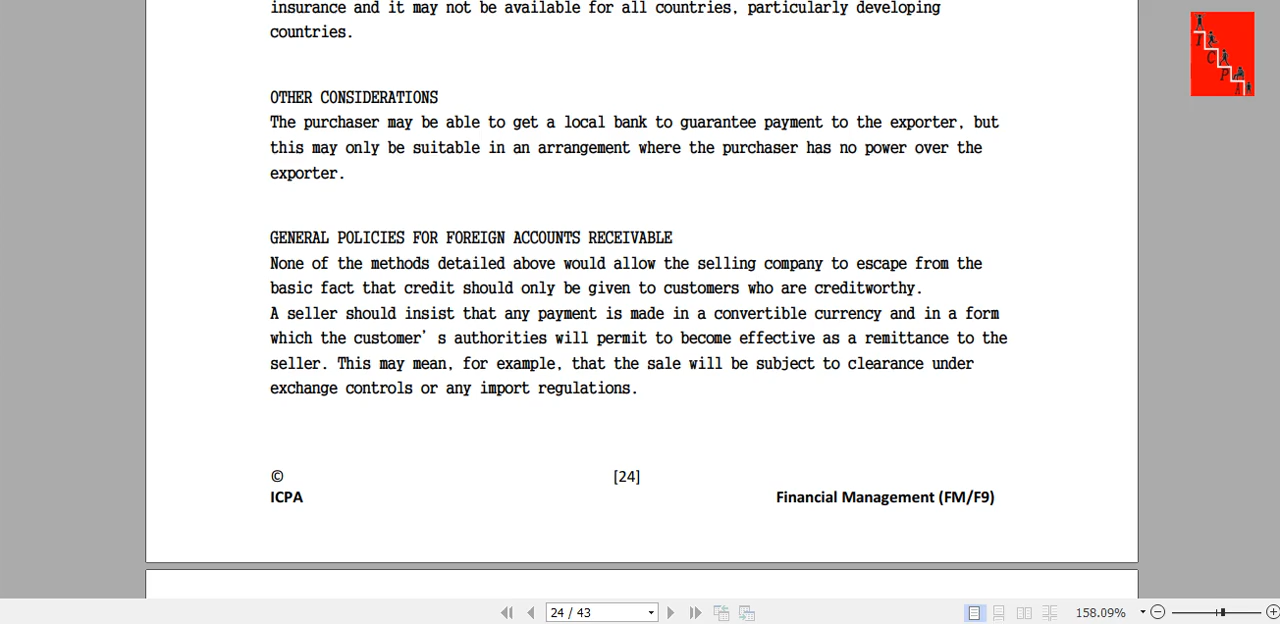 insurance and it may not be available for all countries, particularly developing
countries.
OTHER CONSIDERATIONS
The purchaser may be able to get a local bank to guarantee payment to the exporter, but
this may only be suitable in an arrangement where the purchaser has no power over the
exporter.
GENERAL POLICIES FOR FOREIGN ACCOUNTS RECEIVABLE
None of the methods detailed above would allow the selling company to escape from the
basic fact that credit should only be given to customers who are creditworthy.
A seller should insist that any payment is made in a convertible currency and in a form
which the customer’ s authorities will permit to become effective as a remittance to the
seller. This may mean, for example, that the sale will be subject to clearance under
exchange controls or any import regulations.
© [24]
ICPA Financial Management (FM/F9)
24 / 43 158.09%
I
C
P
A